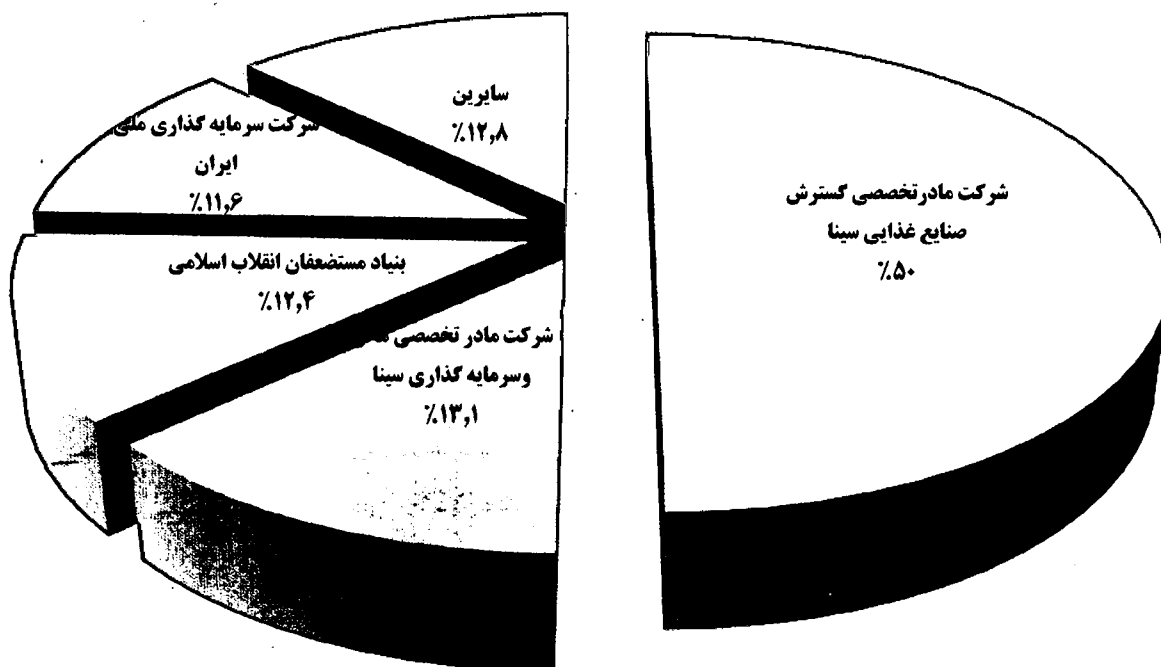 شرکت مادرتخصصی گسترش
صنایع غذایی سینا
٪۵۰
سایرین
٪۱۲,۸
شرکت سرمایه گذاری ملی
ایران
٪۱۱,۶
بنیاد مستضعفان انقلاب اسلامی
٪۱۲,۴
شرکت مادر تخصصی
وسرمایه گذاری سینا
٪۱۳,۱